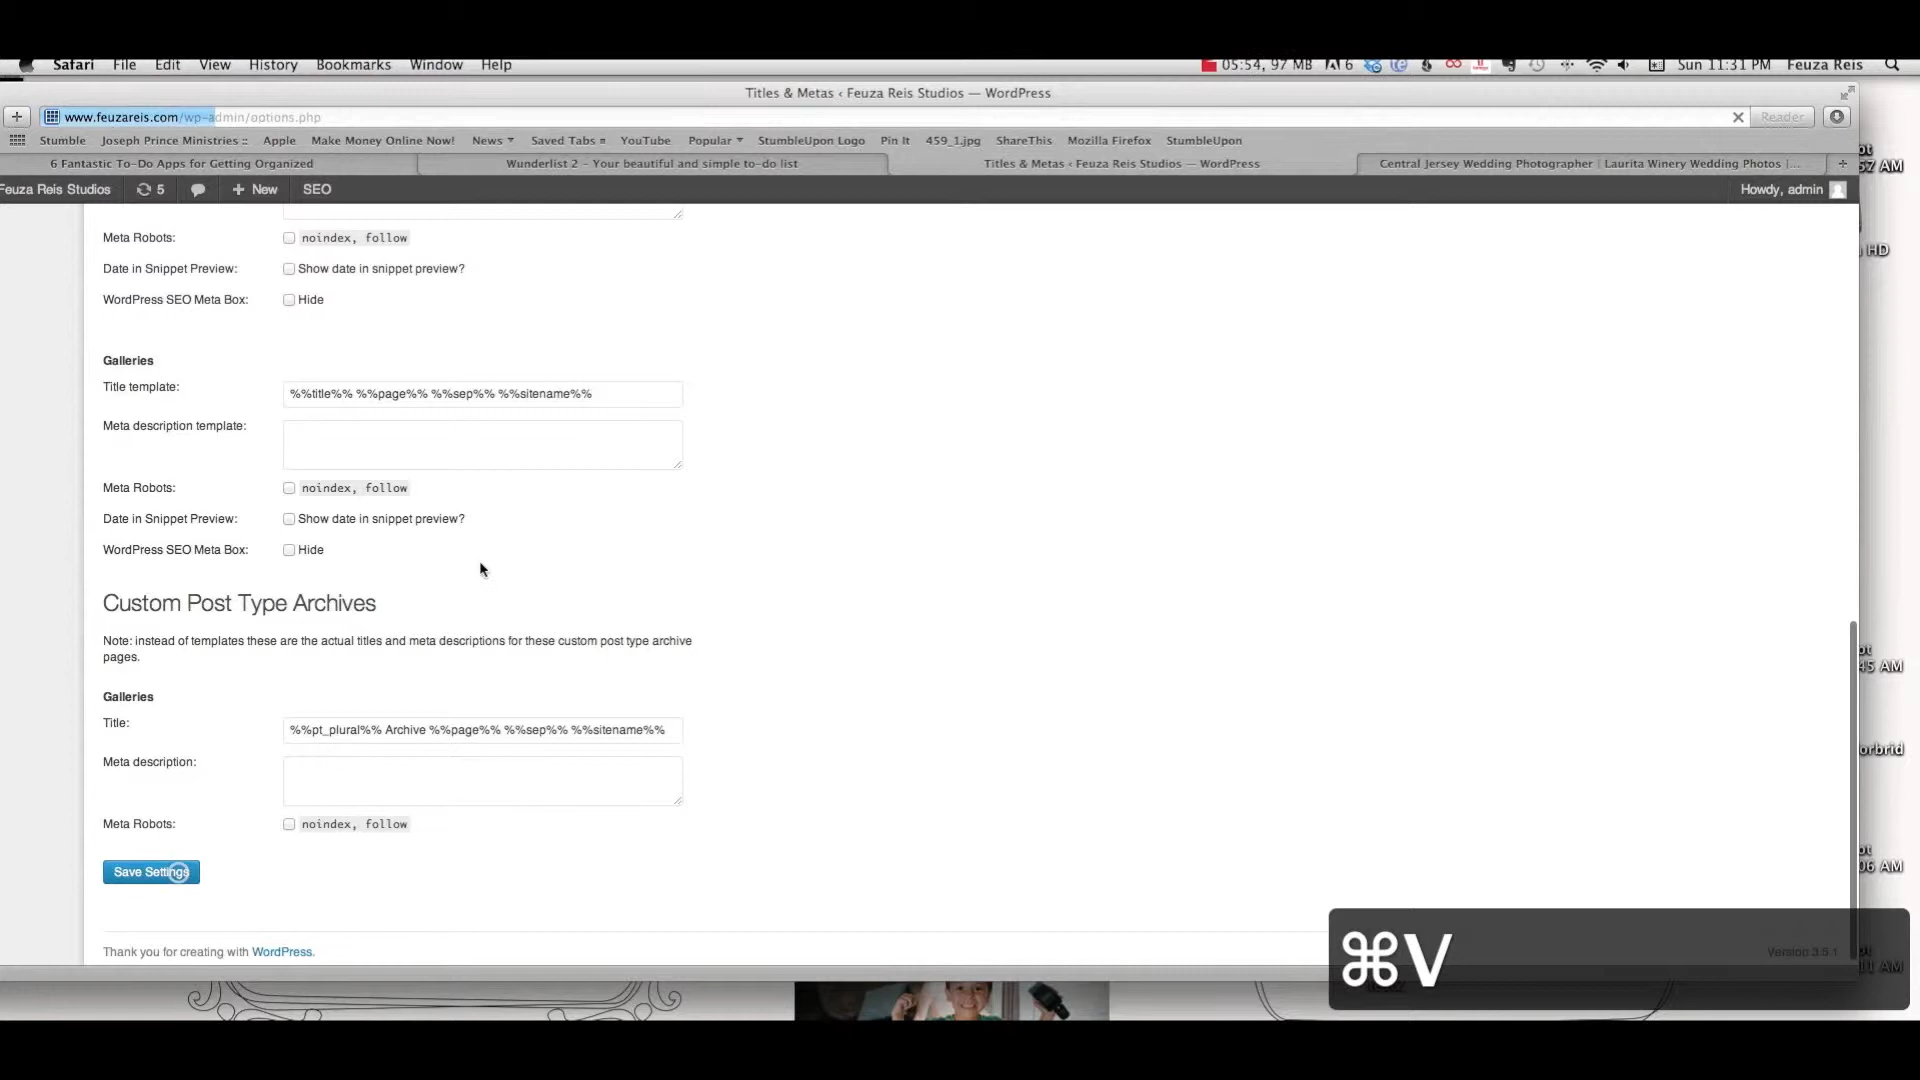 Safari File Edit View History Bookmarks Window Help 05:54, 97 MB 6 Sun 11:31 PM Feuza Reis
Titles & Metas ‹ Feuza Reis Studios — WordPress
www.feuzareis.com/wp-admin/options.php Reader
Stumble Joseph Prince Ministries :: Apple Make Money Online Now! News Saved Tabs YouTube Popular StumbleUpon Logo Pin It 459_1.jpg ShareThis Mozilla Firefox StumbleUpon
6 Fantastic To-Do Apps for Getting Organized Wunderlist 2 – Your beautiful and simple to-do list Titles & Metas ‹ Feuza Reis Studios — WordPress Central Jersey Wedding Photographer | Laurita Winery Wedding Photos |...
Feuza Reis Studios 5 + New SEO Howdy, admin
Meta Robots: noindex, follow
Date in Snippet Preview: Show date in snippet preview?
WordPress SEO Meta Box: Hide
Galleries
Title template: %%title%% %%page%% %%sep%% %%sitename%%
Meta description template:
Meta Robots: noindex, follow
Date in Snippet Preview: Show date in snippet preview?
WordPress SEO Meta Box: Hide
Custom Post Type Archives
Note: instead of templates these are the actual titles and meta descriptions for these custom post type archive
pages.
Galleries
Title: %%pt_plural%% Archive %%page%% %%sep%% %%sitename%%
Meta description:
Meta Robots: noindex, follow
Save Settings
Thank you for creating with WordPress. Version 3.5.1
⌘V
HD
45 AM
06 AM